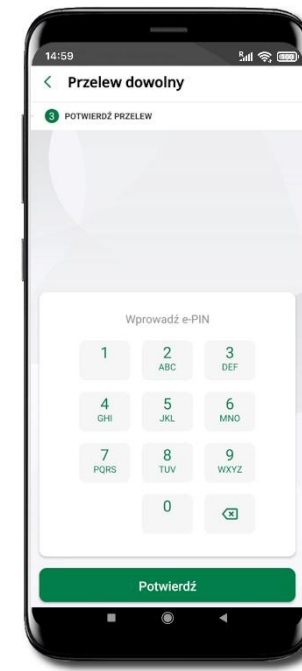 14:59
Przelew dowolny
3 POTWIERDŹ PRZELEW
Wprowadź e-PIN
1 2 3
ABC DEF
4 5 6
GHI JKL MNO
7 8 9
PQRS TUV WXYZ
0
Potwierdź